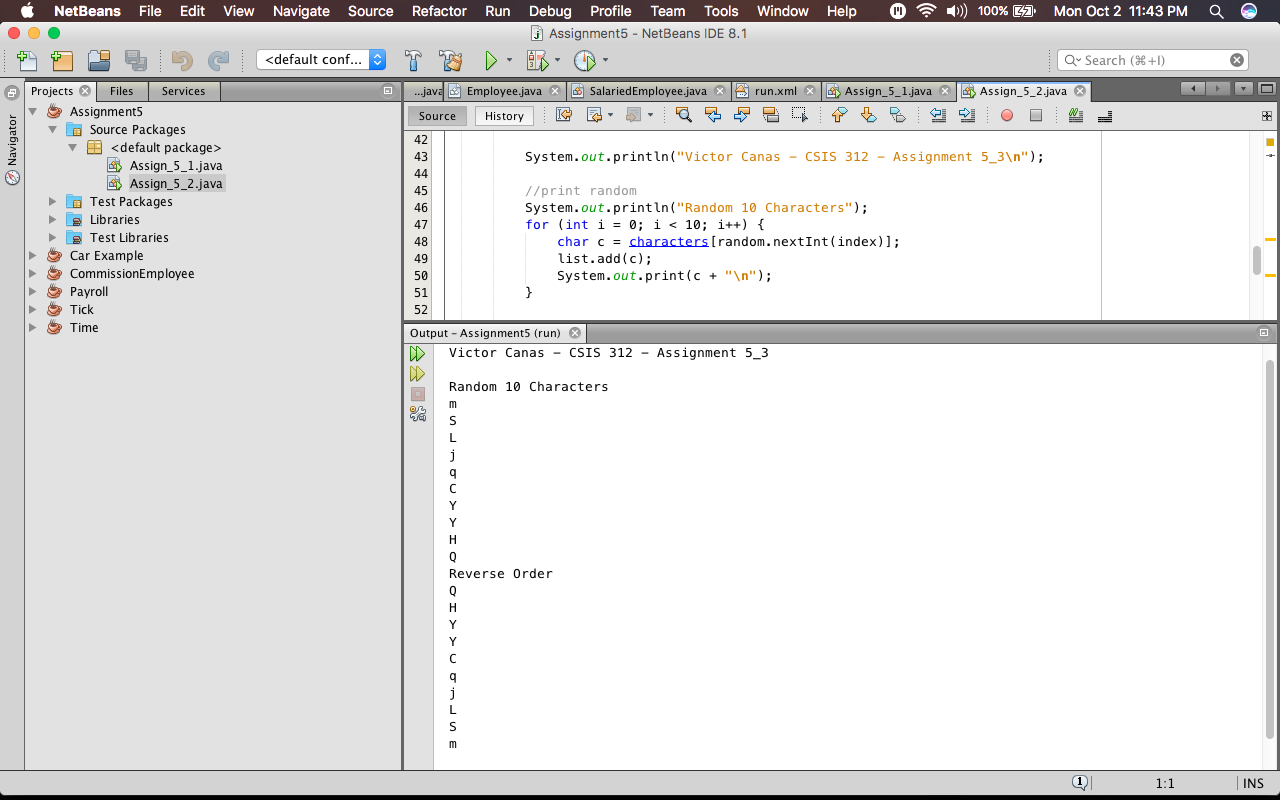 NetBeans File Edit View Navigate Source Refactor Run Debug Profile Team Tools Window Help 100% Mon Oct 2 11:43 PM
Assignment5 - NetBeans IDE 8.1
<default conf... Search (⌘+I)
Projects Files Services
Navigator
Assignment5
Source Packages
<default package>
Assign_5_1.java
Assign_5_2.java
Test Packages
Libraries
Test Libraries
Car Example
CommissionEmployee
Payroll
Tick
Time
...java Employee.java SalariedEmployee.java run.xml Assign_5_1.java Assign_5_2.java
Source History
42
43 System.out.println("Victor Canas - CSIS 312 - Assignment 5_3\n");
44
45 //print random
46 System.out.println("Random 10 Characters");
47 for (int i = 0; i < 10; i++) {
48 char c = characters[random.nextInt(index)];
49 list.add(c);
50 System.out.print(c + "\n");
51 }
52
Output - Assignment5 (run)
Victor Canas - CSIS 312 - Assignment 5_3
Random 10 Characters
m
S
L
j
q
C
Y
Y
H
Q
Reverse Order
Q
H
Y
Y
C
q
j
L
S
m
1 1:1 INS